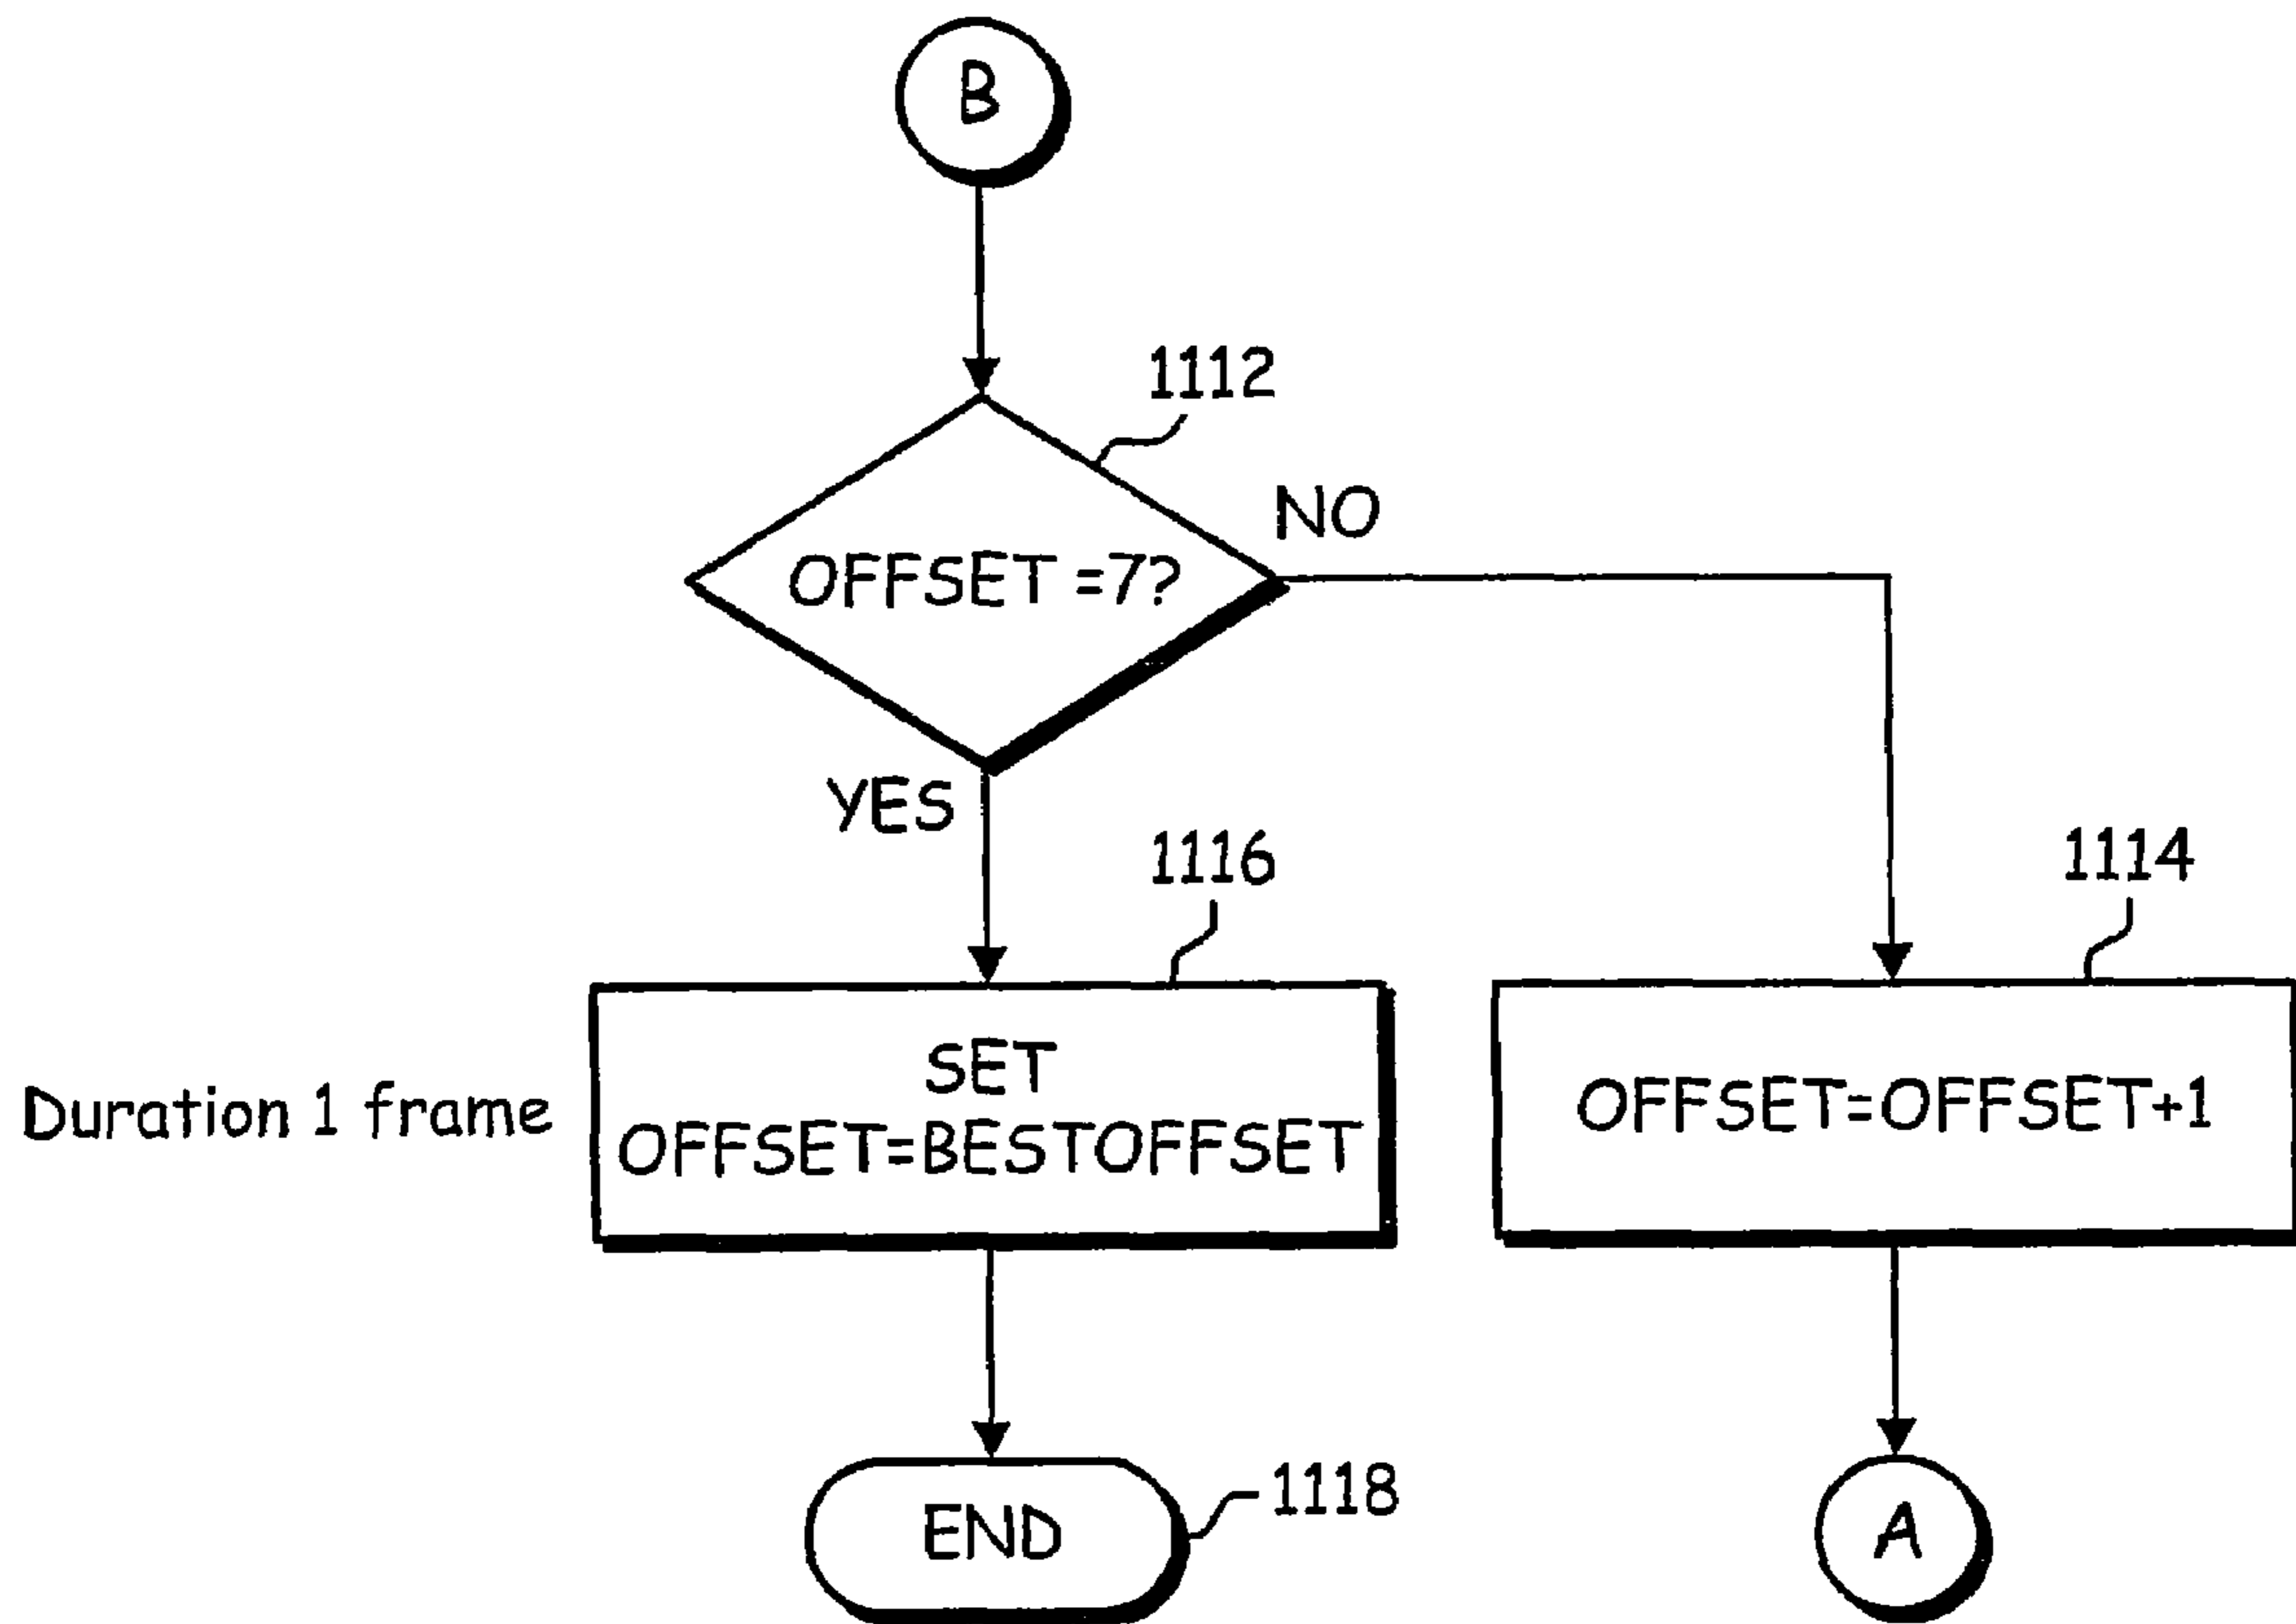 B
1112
NO
OFFSET =7?
YES
1116
1114
SET
OFFSET=BESTOFFSET
Duration 1 frame
OFFSET=OFFSET+1
END
1118
A